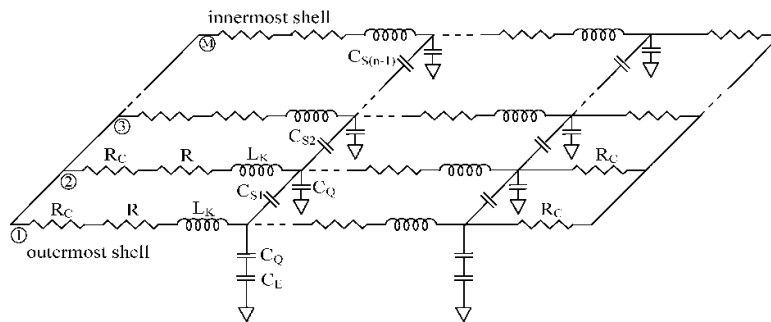 innermost shell
M
C_S(n-1)
3
C_S2
R_C R L_K
2
C_S1 C_Q R_C
R_C R L_K R_C
1
outermost shell
C_Q
C_E